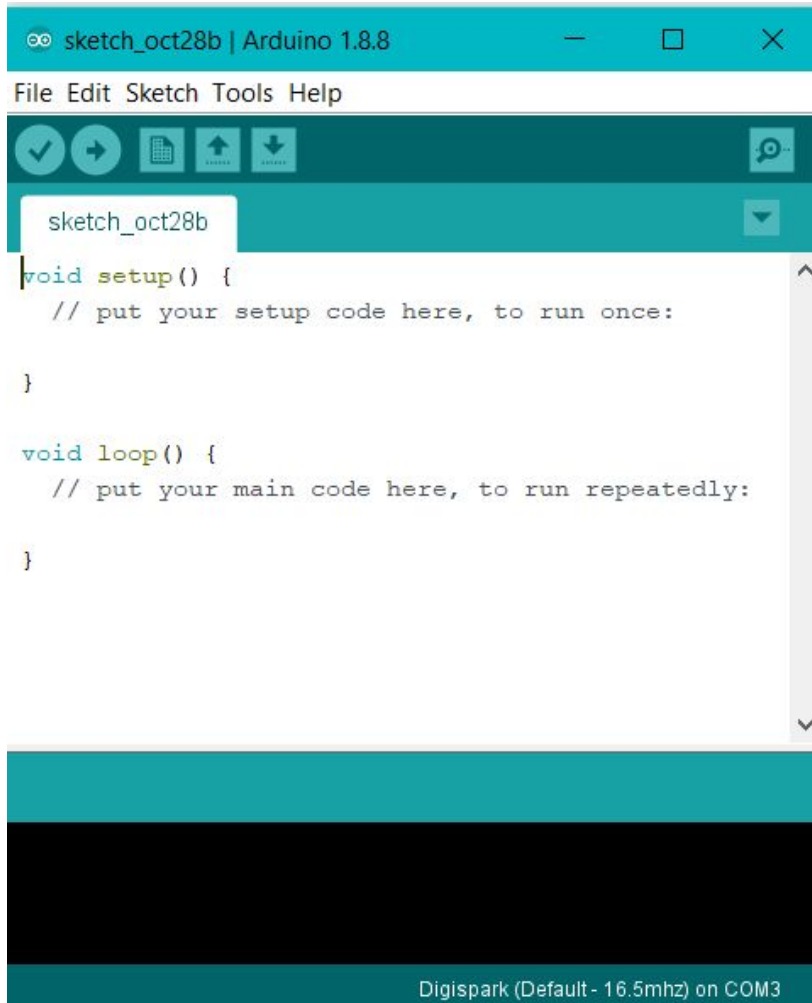 sketch_oct28b | Arduino 1.8.8
File Edit Sketch Tools Help
sketch_oct28b
void setup() {
  // put your setup code here, to run once:
}
void loop() {
  // put your main code here, to run repeatedly:
}
Digispark (Default - 16.5mhz) on COM3